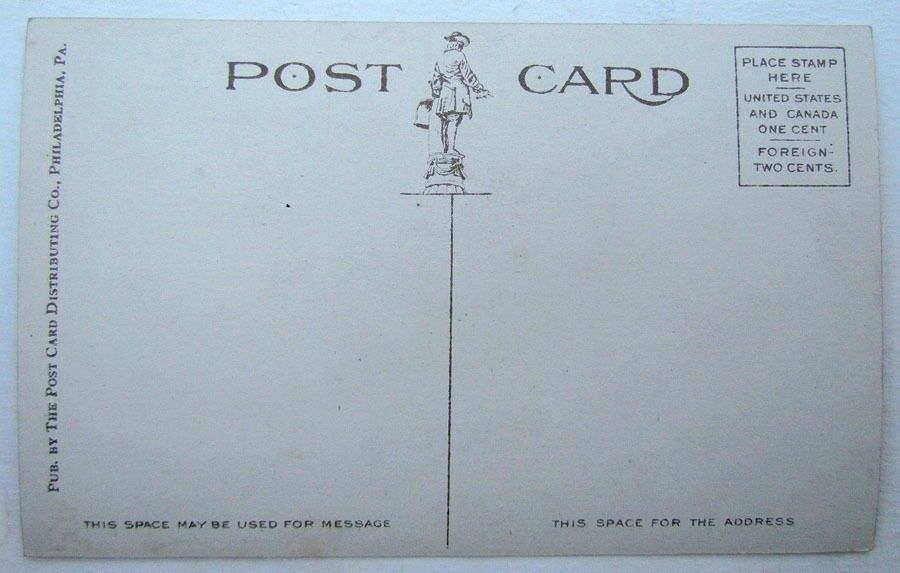 POST CARD
PLACE STAMP
HERE
UNITED STATES
AND CANADA
ONE CENT
FOREIGN-
TWO CENTS.
PUB. BY THE POST CARD DISTRIBUTING CO., PHILADELPHIA, PA.
THIS SPACE MAY BE USED FOR MESSAGE
THIS SPACE FOR THE ADDRESS